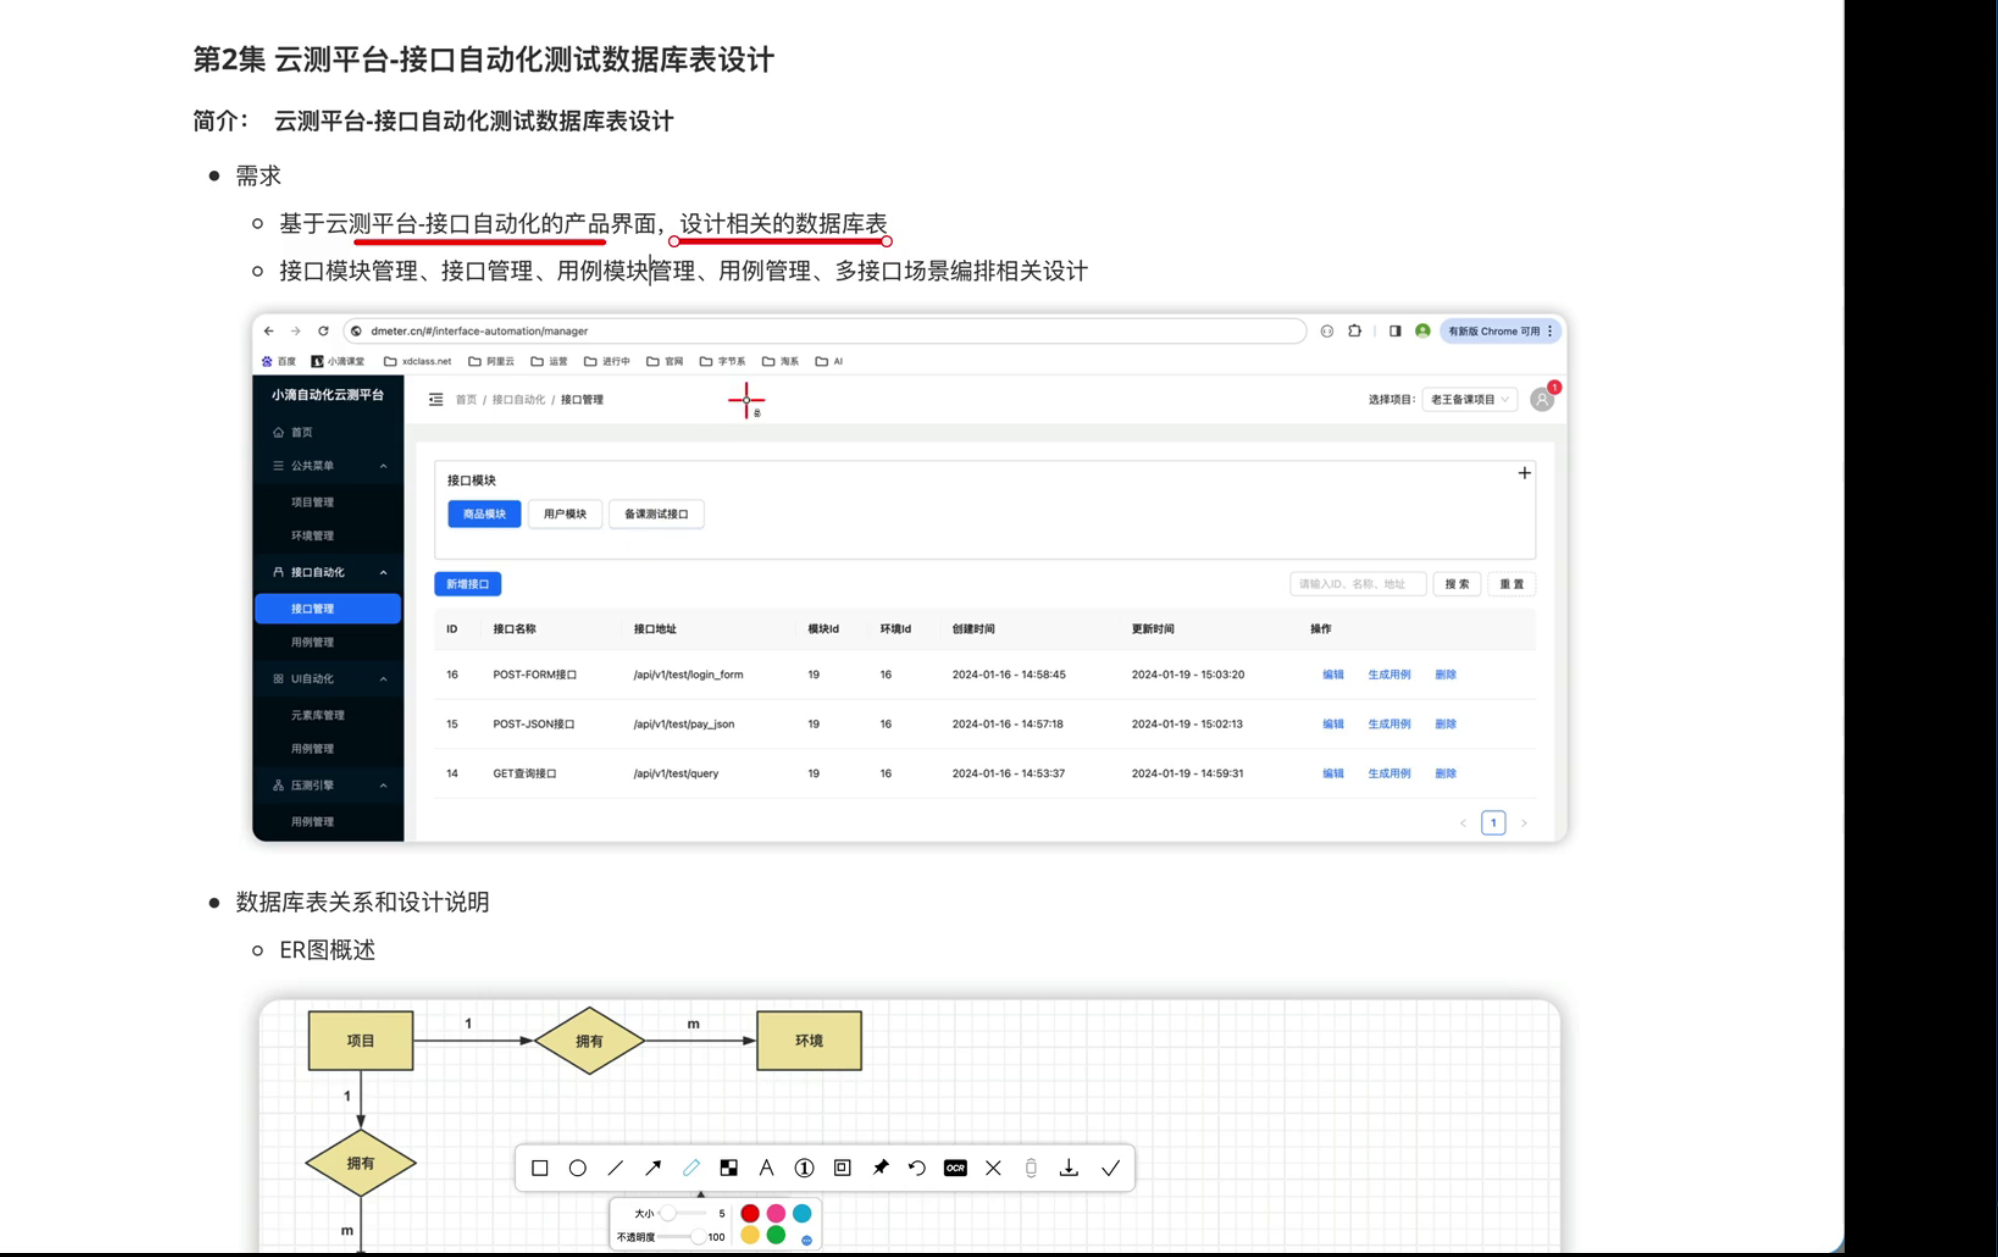 第2集 云测平台-接口自动化测试数据库表设计
简介： 云测平台-接口自动化测试数据库表设计
需求
基于云测平台-接口自动化的产品界面，设计相关的数据库表
接口模块管理、接口管理、用例模块管理、用例管理、多接口场景编排相关设计
dmeter.cn/#/interface-automation/manager
有新版 Chrome 可用
百度 小滴课堂 xdclass.net 阿里云 运营 进行中 官网 字节系 淘系 AI
小滴自动化云测平台
首页 / 接口自动化 / 接口管理
选择项目： 老王备课项目
1
首页
公共菜单
项目管理
环境管理
接口自动化
接口管理
用例管理
UI自动化
元素库管理
用例管理
压测引擎
用例管理
接口模块
商品模块 用户模块 备课测试接口
新增接口
请输入ID、名称、地址 搜 索 重 置
ID 接口名称 接口地址 模块Id 环境Id 创建时间 更新时间 操作
16 POST-FORM接口 /api/v1/test/login_form 19 16 2024-01-16 - 14:58:45 2024-01-19 - 15:03:20 编辑 生成用例 删除
15 POST-JSON接口 /api/v1/test/pay_json 19 16 2024-01-16 - 14:57:18 2024-01-19 - 15:02:13 编辑 生成用例 删除
14 GET查询接口 /api/v1/test/query 19 16 2024-01-16 - 14:53:37 2024-01-19 - 14:59:31 编辑 生成用例 删除
1
数据库表关系和设计说明
ER图概述
项目 1 拥有 m 环境
1
拥有
m
A 1 OCR
大小 5
不透明度 100